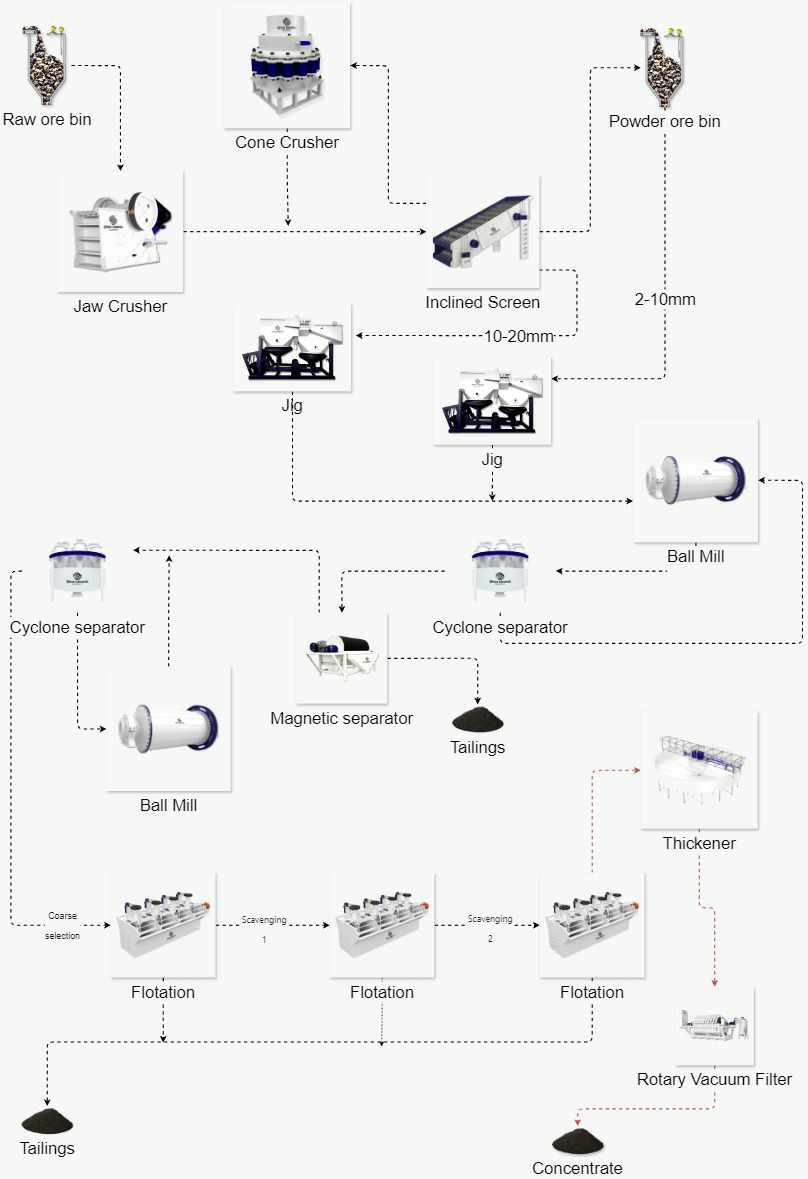 Raw ore bin
Cone Crusher
Powder ore bin
Jaw Crusher
Inclined Screen
2-10mm
10-20mm
Jig
Jig
Ball Mill
Cyclone separator
Cyclone separator
Magnetic separator
Tailings
Ball Mill
Thickener
Coarse
selection
Scavenging
1
Scavenging
2
Flotation
Flotation
Flotation
Rotary Vacuum Filter
Tailings
Concentrate